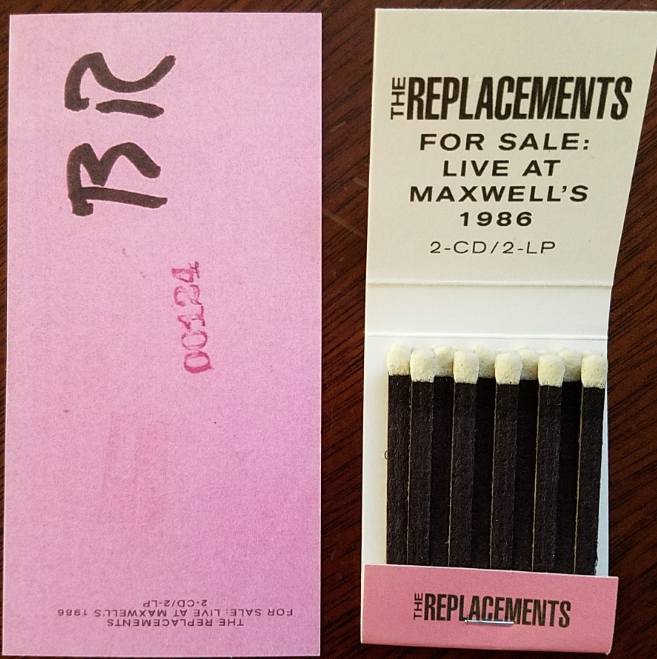 BR
00124
THE REPLACEMENTS
FOR SALE: LIVE AT MAXWELL'S 1986
2-CD/2-LP
THE REPLACEMENTS
FOR SALE:
LIVE AT
MAXWELL'S
1986
2-CD/2-LP
THE REPLACEMENTS